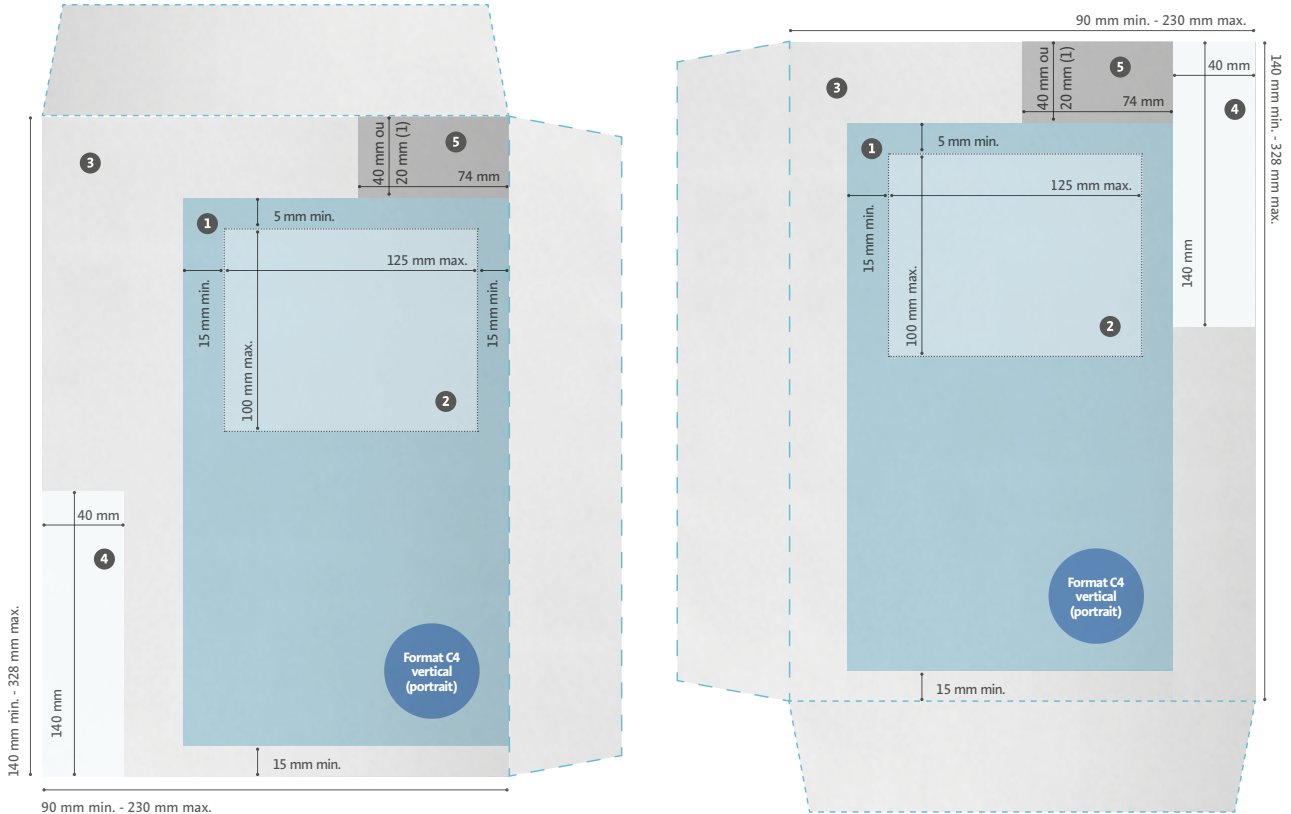 40 mm ou
20 mm (1)
5
3
74 mm
1
5 mm min.
125 mm max.
15 mm min.
15 mm min.
100 mm max.
2
40 mm
4
140 mm
140 mm min. - 328 mm max.
Format C4
vertical
(portrait)
15 mm min.
90 mm min. - 230 mm max.
90 mm min. - 230 mm max.
40 mm ou
20 mm (1)
5
40 mm
3
74 mm
4
140 mm min. - 328 mm max.
1
5 mm min.
125 mm max.
15 mm min.
100 mm max.
140 mm
2
Format C4
vertical
(portrait)
15 mm min.